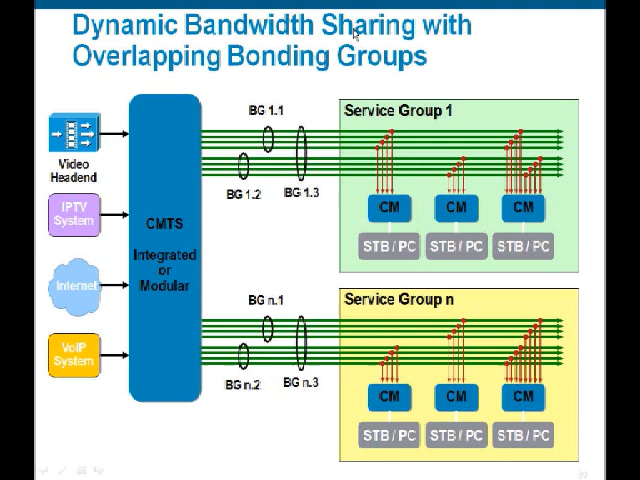 Dynamic Bandwidth Sharing with
Overlapping Bonding Groups
BG 1.1
Service Group 1
Video
Headend
BG 1.2
BG 1.3
CM
CM
CM
IPTV
System
CMTS
STB / PC
STB / PC
STB / PC
Integrated
or
Modular
Internet
BG n.1
Service Group n
VoIP
System
BG n.2
BG n.3
CM
CM
CM
STB / PC
STB / PC
STB / PC